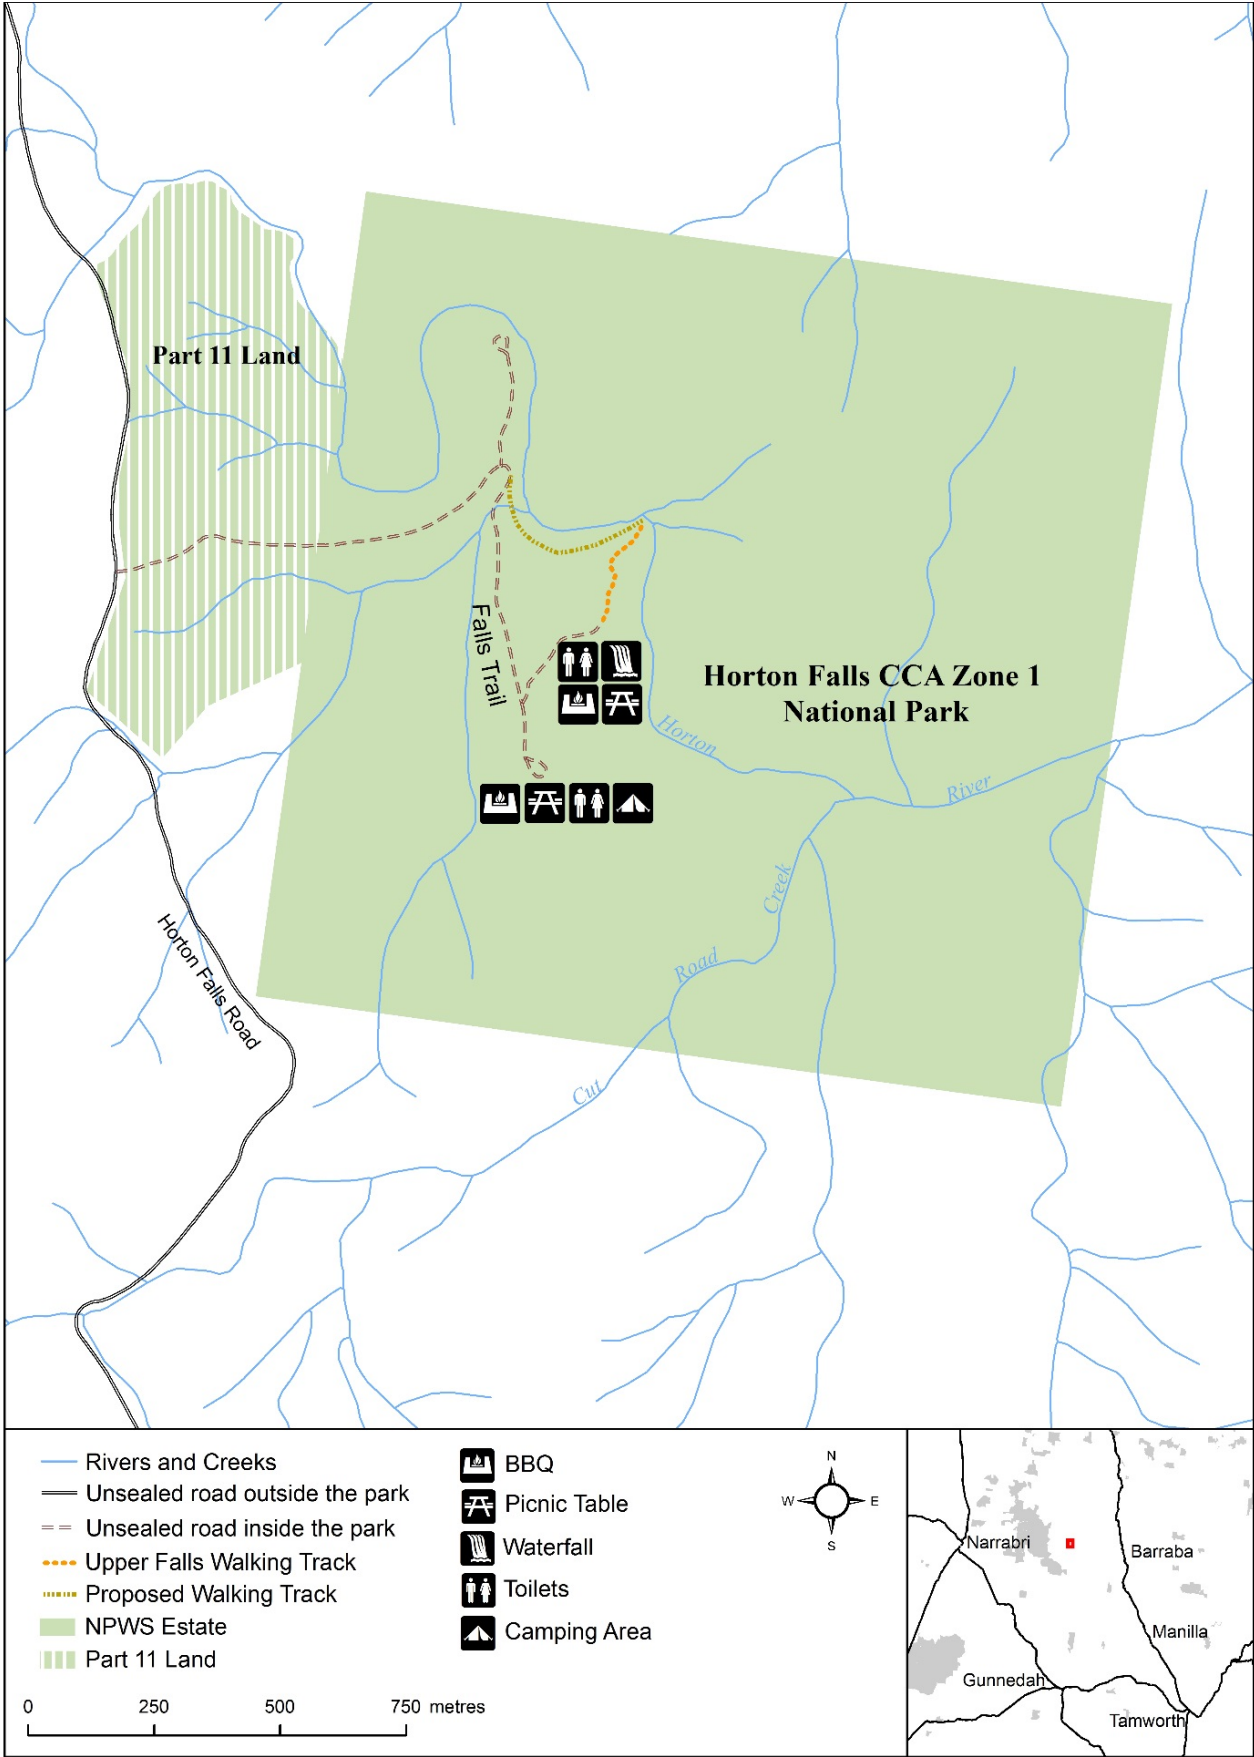 Part 11 Land
Falls Trail
Horton Falls CCA Zone 1
National Park
Horton
River
Creek
Road
Cut
Horton Falls Road
Rivers and Creeks
Unsealed road outside the park
Unsealed road inside the park
Upper Falls Walking Track
Proposed Walking Track
NPWS Estate
Part 11 Land
0 250 500 750 metres
BBQ
Picnic Table
Waterfall
Toilets
Camping Area
N
W E
S
Narrabri
Barraba
Manilla
Gunnedah
Tamworth